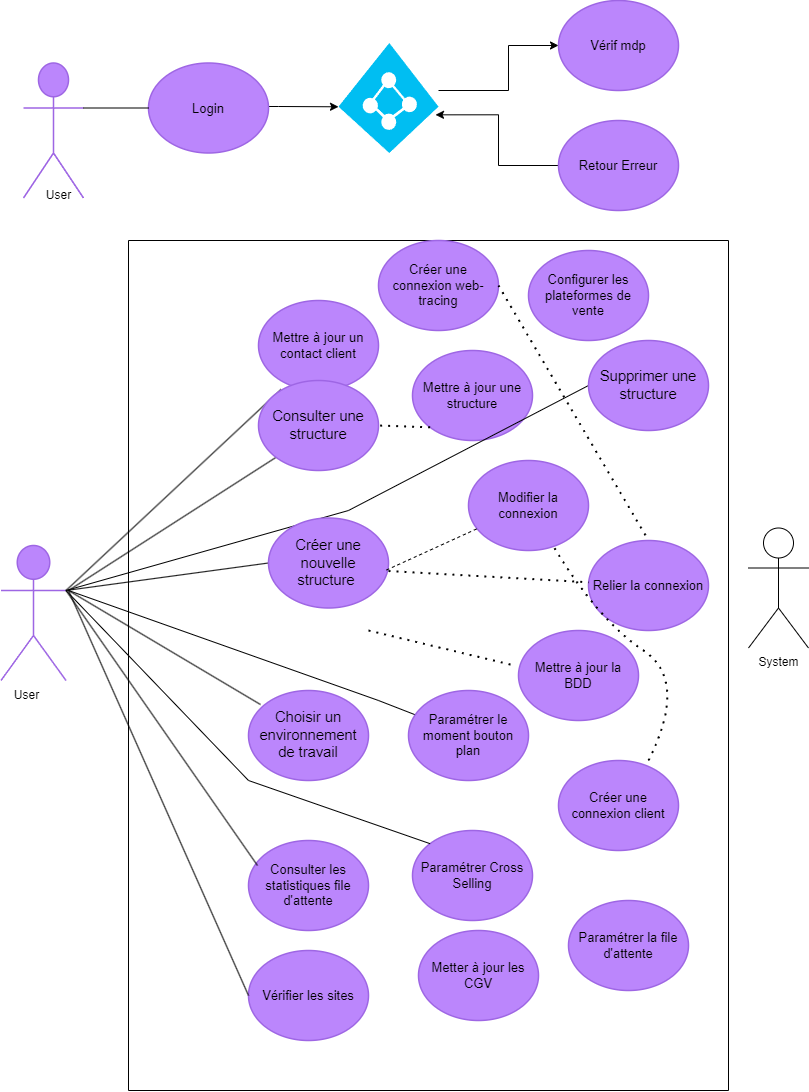 Vérif mdp
Login
Retour Erreur
User
Créer une
connexion web-
tracing
Configurer les
plateformes de
vente
Mettre à jour un
contact client
Supprimer une
structure
Mettre à jour une
structure
Consulter une
structure
Modifier la
connexion
Créer une
nouvelle
structure
Relier la connexion
System
Mettre à jour la
BDD
User
Choisir un
environnement
de travail
Paramétrer le
moment bouton
plan
Créer une
connexion client
Consulter les
statistiques file
d'attente
Paramétrer Cross
Selling
Paramétrer la file
d'attente
Metter à jour les
CGV
Vérifier les sites